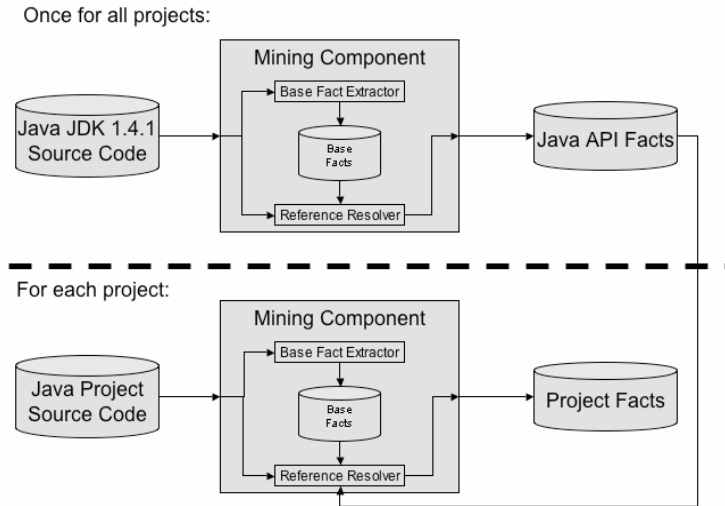 Once for all projects:
Mining Component
Base Fact Extractor
Java JDK 1.4.1
Source Code
Base
Facts
Java API Facts
Reference Resolver
For each project:
Mining Component
Base Fact Extractor
Java Project
Source Code
Base
Facts
Project Facts
Reference Resolver